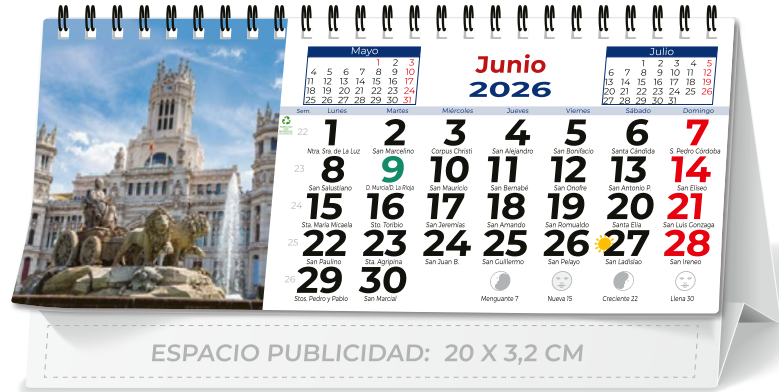 Mayo
1 2 3
4 5 6 7 8 9 10
11 12 13 14 15 16 17
18 19 20 21 22 23 24
25 26 27 28 29 30 31
Junio
2026
Julio
1 2 3 4 5
6 7 8 9 10 11 12
13 14 15 16 17 18 19
20 21 22 23 24 25 26
27 28 29 30 31
Sem. Lunes Martes Miércoles Jueves Viernes Sábado Domingo
22 1 2 3 4 5 6 7
Ntra. Sra. de La Luz San Marcelino Corpus Christi San Alejandro San Bonifacio Santa Cándida S. Pedro Córdoba
23 8 9 10 11 12 13 14
San Salustiano D. Murcia/D. La Rioja San Mauricio San Bernabé San Onofre San Antonio P. San Eliseo
24 15 16 17 18 19 20 21
Sta. María Micaela Sto. Toribio San Jeremías San Amando San Romualdo Santa Elia San Luis Gonzaga
25 22 23 24 25 26 27 28
San Paulino Sta. Agripina San Juan B. San Guillermo San Pelayo San Ladislao San Ireneo
26 29 30
Stos. Pedro y Pablo San Marcial Menguante 7 Nueva 15 Creciente 22 Llena 30
ESPACIO PUBLICIDAD: 20 X 3,2 CM